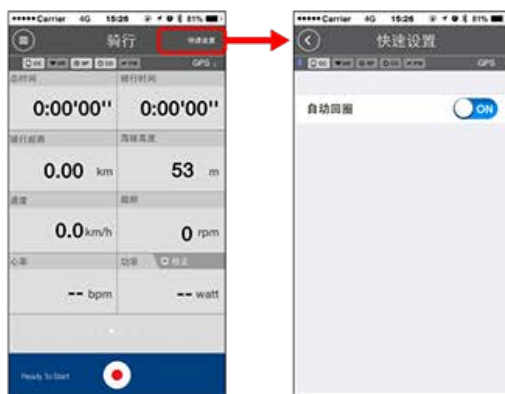 Carrier 4G 15:26 81%
骑行
快速设置
GPS
总时间 骑行时间
0:00'00" 0:00'00"
骑行距离 海拔高度
0.00 km 53 m
速度 踏频
0.0 km/h 0 rpm
心率 功率 校正
-- bpm -- watt
Ready To Start
Carrier 4G 15:26 81%
快速设置
GPS
自动回圈 ON